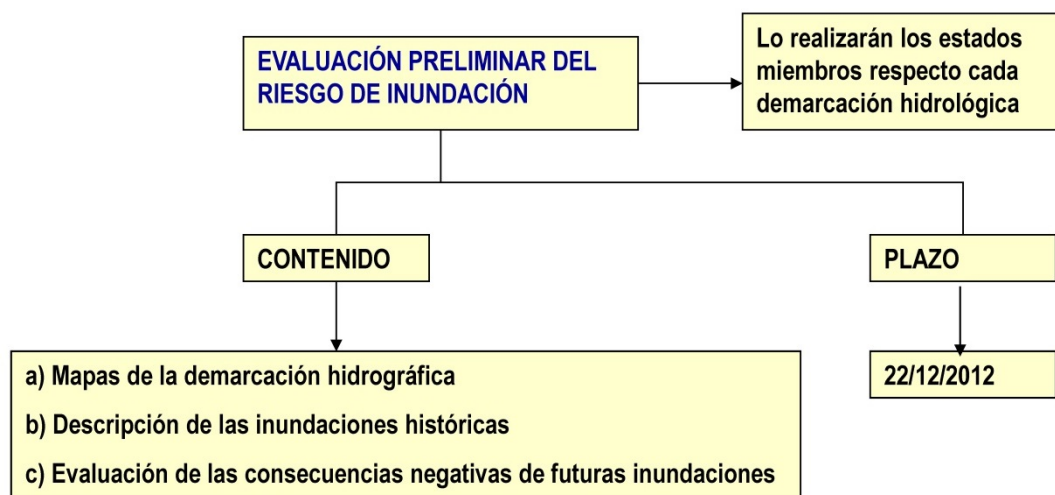 EVALUACIÓN PRELIMINAR DEL
RIESGO DE INUNDACIÓN
Lo realizarán los estados
miembros respecto cada
demarcación hidrológica
CONTENIDO
PLAZO
a) Mapas de la demarcación hidrográfica
b) Descripción de las inundaciones históricas
c) Evaluación de las consecuencias negativas de futuras inundaciones
22/12/2012